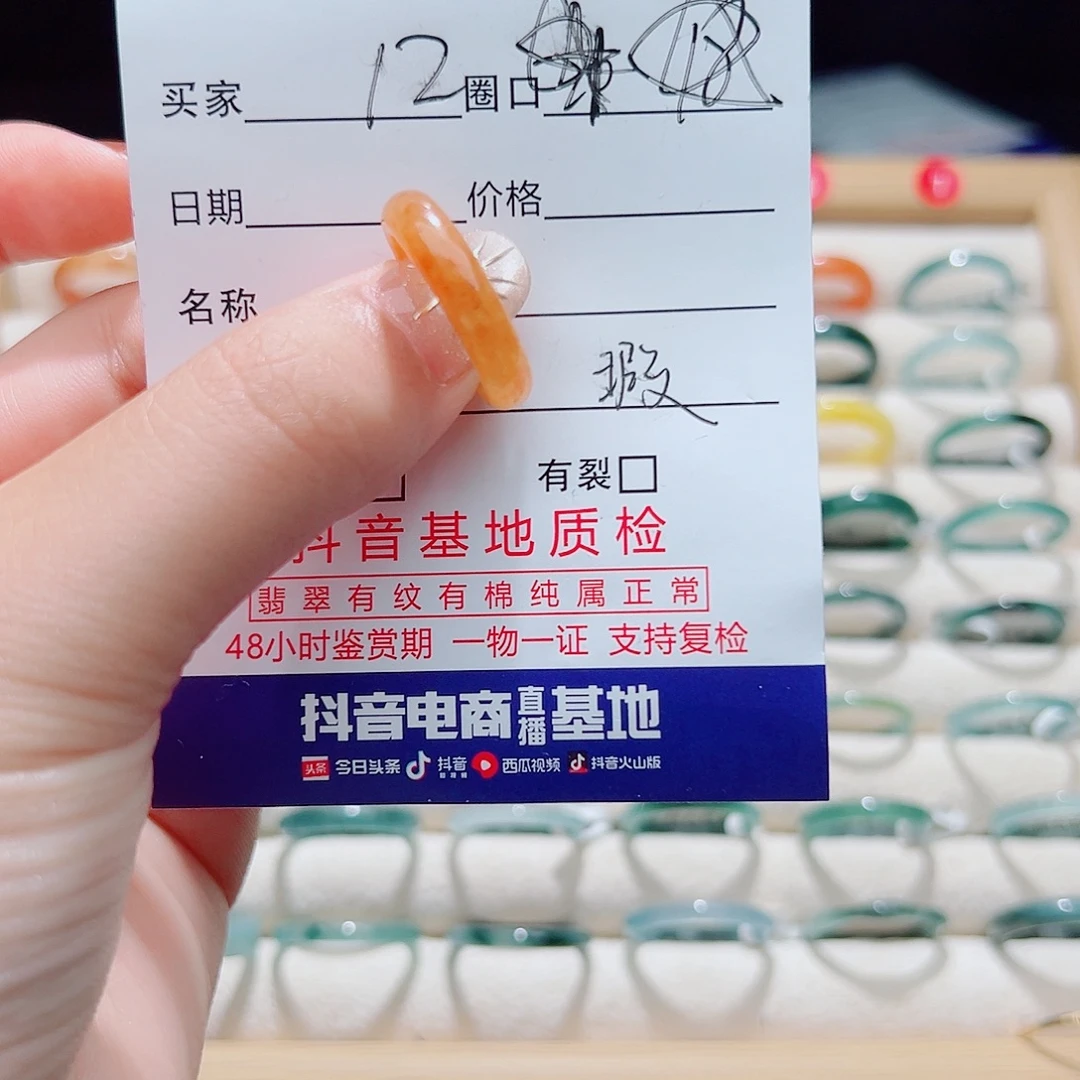 买家 12 圈口 18
日期 价格
名称
瑕
有裂
抖音基地质检
翡翠有纹有棉纯属正常
48小时鉴赏期 一物一证 支持复检
抖音电商直播基地
头条 今日头条 抖音 西瓜视频 抖音火山版